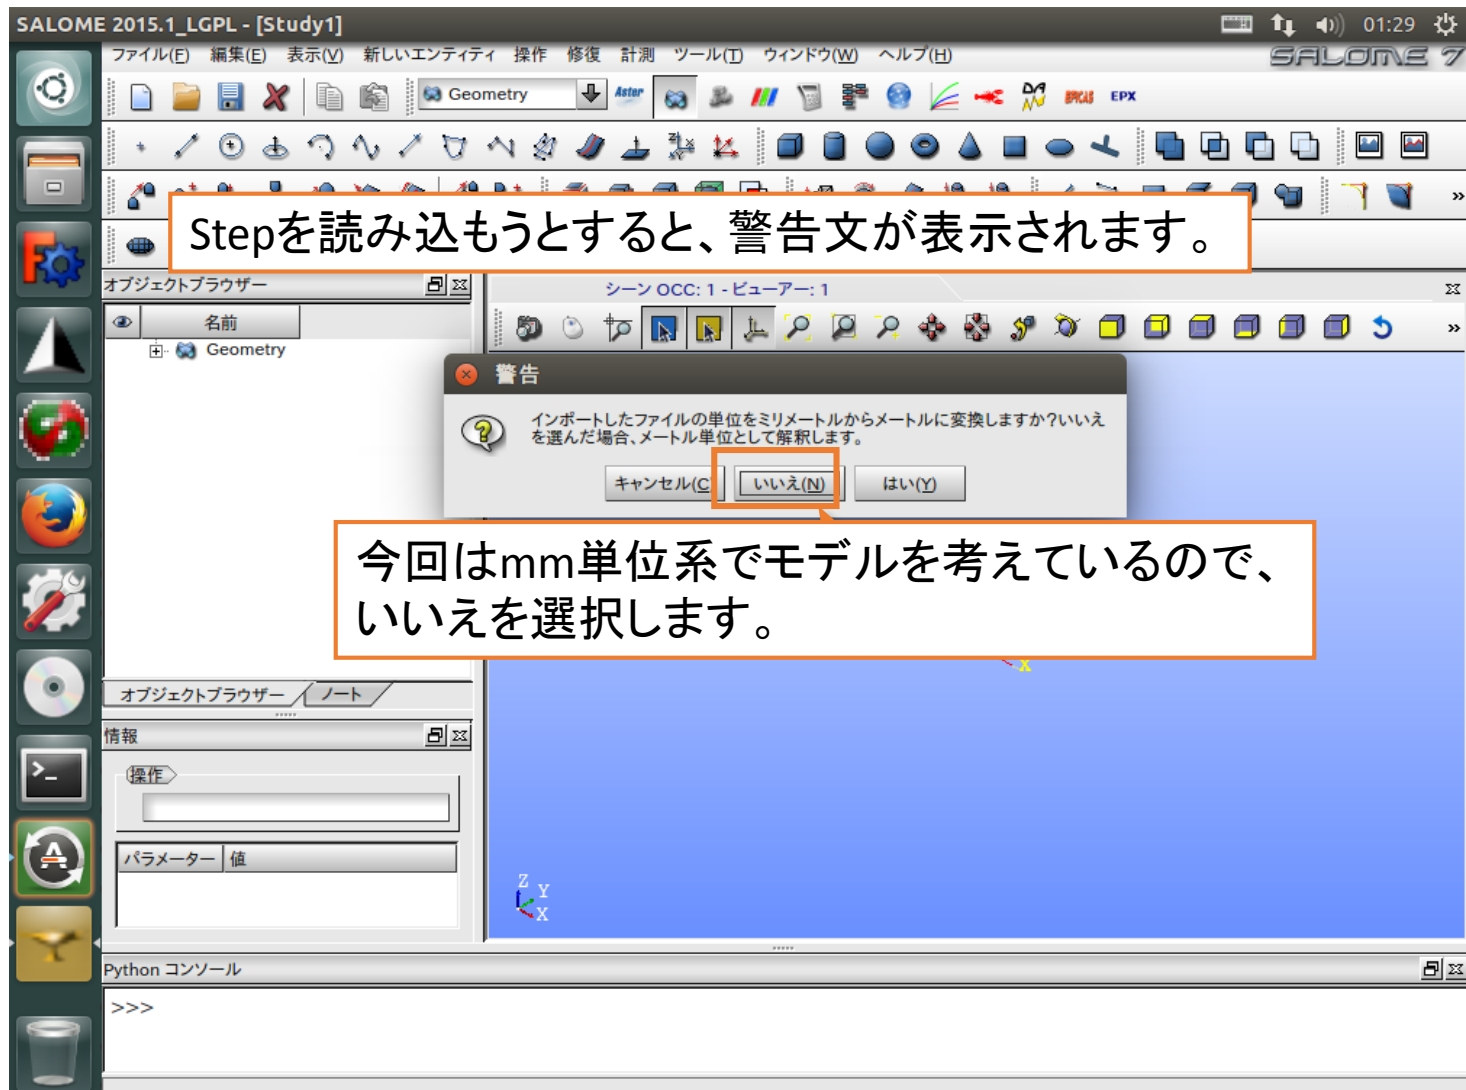 SALOME 2015.1_LGPL - [Study1]
01:29
ファイル(F) 編集(E) 表示(V) 新しいエンティティ 操作 修復 計測 ツール(T) ウィンドウ(W) ヘルプ(H)
SALOME 7
Geometry
Aster
EPX
Stepを読み込もうとすると、警告文が表示されます。
オブジェクトブラウザー
シーン OCC: 1 - ビューアー: 1
名前
Geometry
警告
インポートしたファイルの単位をミリメートルからメートルに変換しますか?いいえ
を選んだ場合、メートル単位として解釈します。
キャンセル(C いいえ(N) はい(Y)
今回はmm単位系でモデルを考えているので、
いいえを選択します。
X
オブジェクトブラウザー ノート
情報
操作
パラメーター 値
Z
Y
X
Python コンソール
>>>